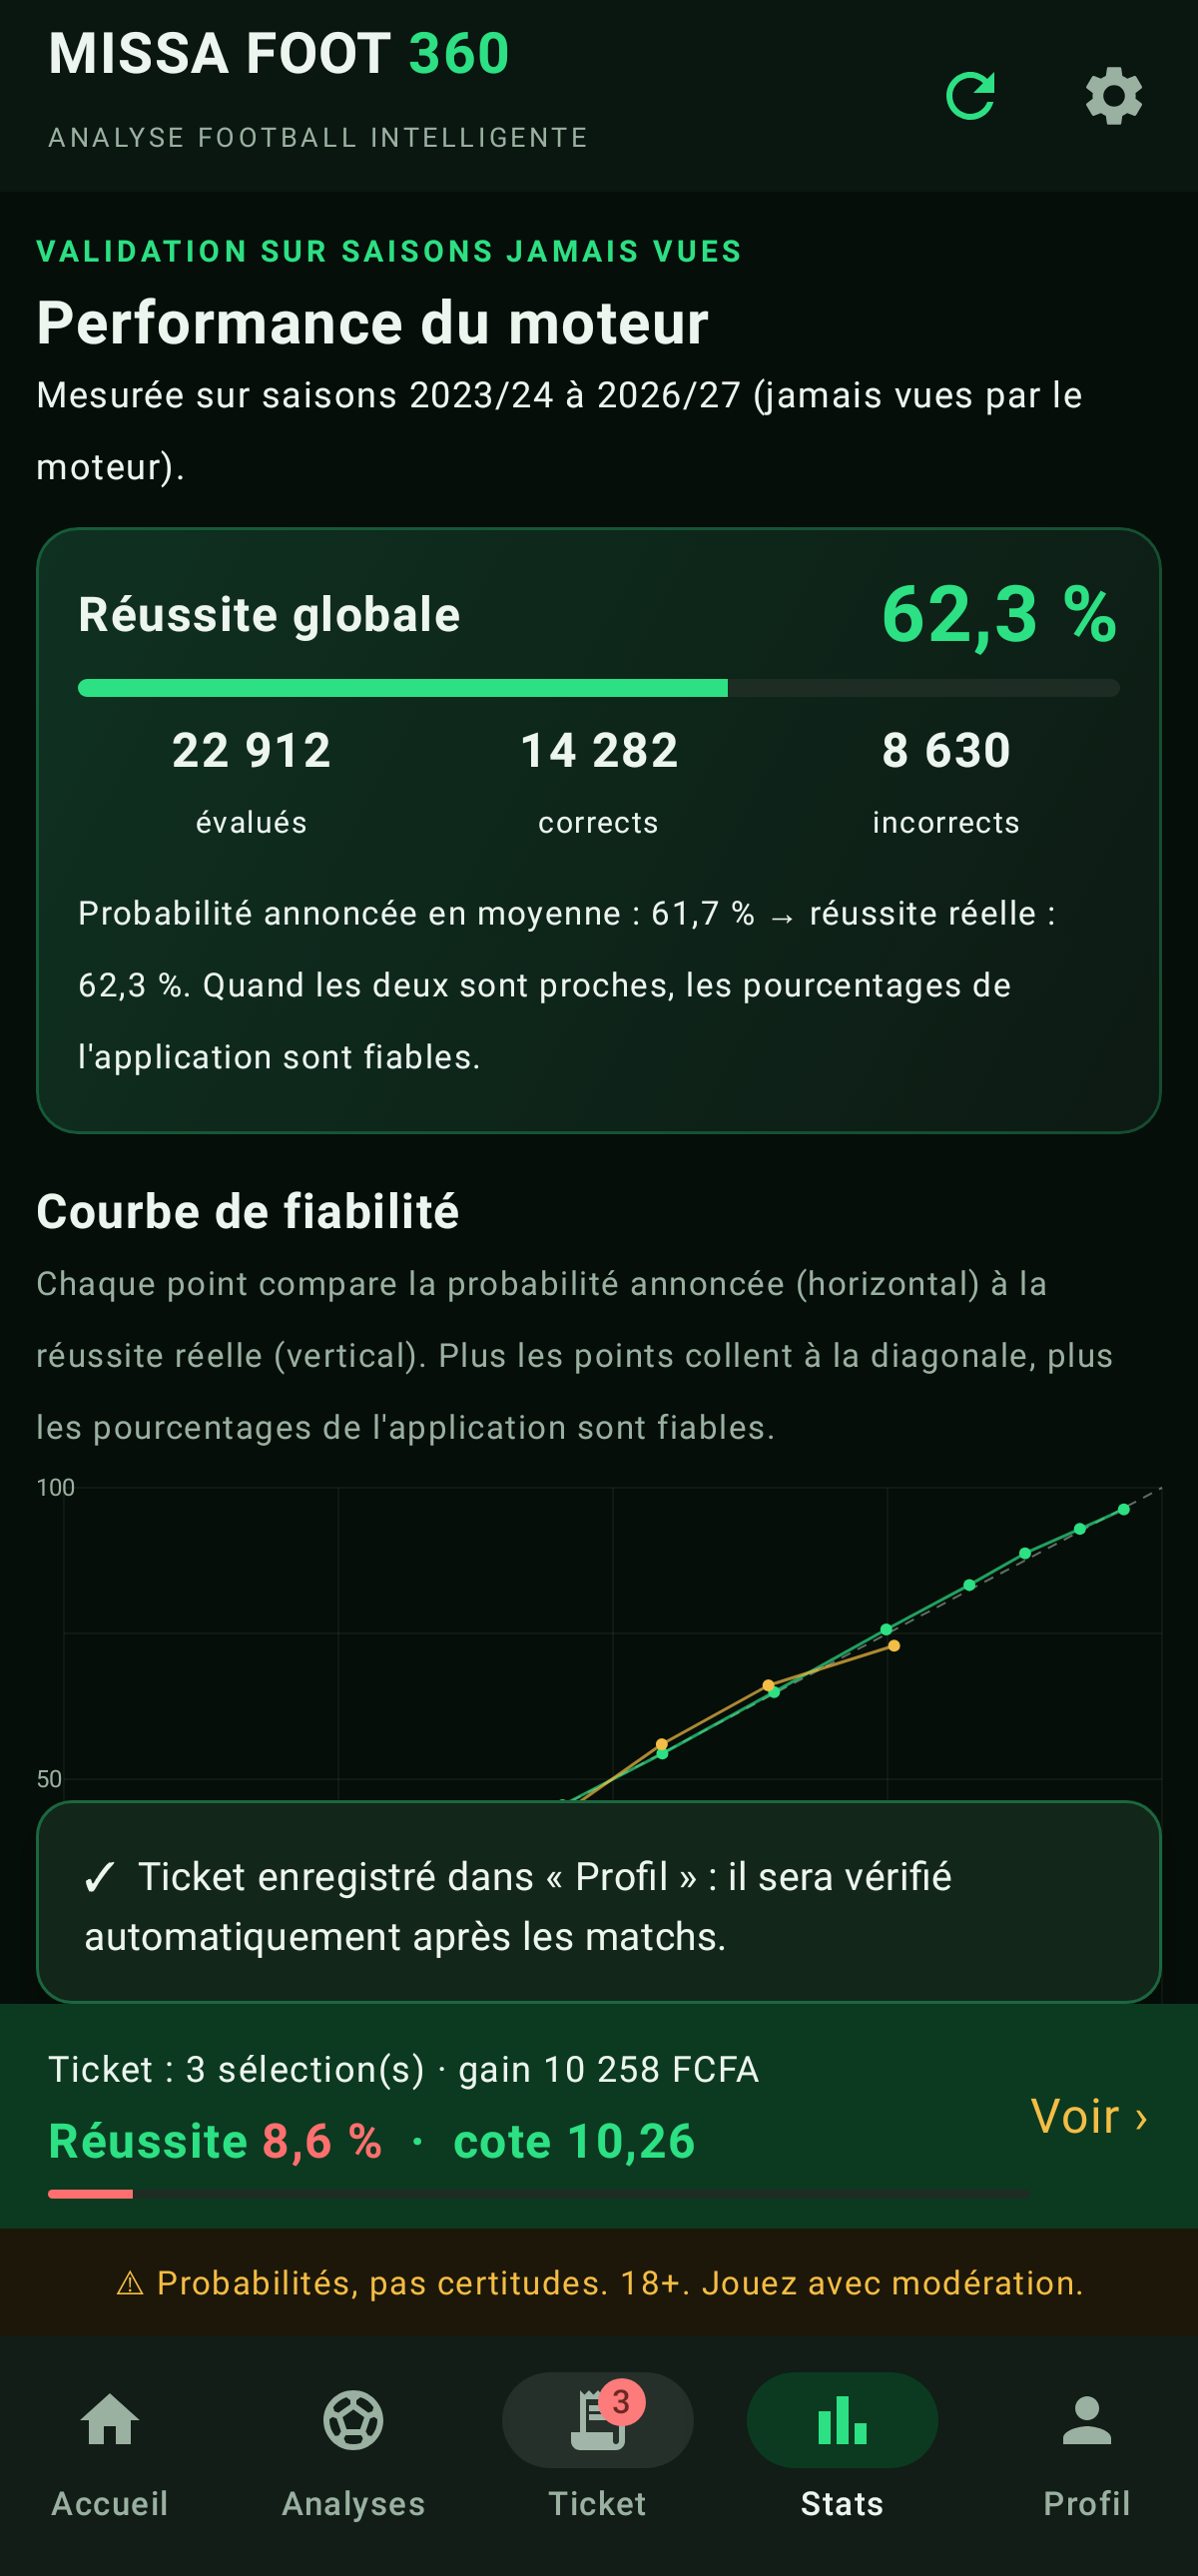 MISSA FOOT 360
ANALYSE FOOTBALL INTELLIGENTE
VALIDATION SUR SAISONS JAMAIS VUES
Performance du moteur
Mesurée sur saisons 2023/24 à 2026/27 (jamais vues par le
moteur).
Réussite globale
62,3 %
22 912
14 282
8 630
évalués
corrects
incorrects
Probabilité annoncée en moyenne : 61,7 % → réussite réelle :
62,3 %. Quand les deux sont proches, les pourcentages de
l'application sont fiables.
Courbe de fiabilité
Chaque point compare la probabilité annoncée (horizontal) à la
réussite réelle (vertical). Plus les points collent à la diagonale, plus
les pourcentages de l'application sont fiables.
100
50
✓ Ticket enregistré dans « Profil » : il sera vérifié
automatiquement après les matchs.
Ticket : 3 sélection(s) · gain 10 258 FCFA
Réussite 8,6 % · cote 10,26
Voir ›
⚠ Probabilités, pas certitudes. 18+. Jouez avec modération.
3
Accueil
Analyses
Ticket
Stats
Profil